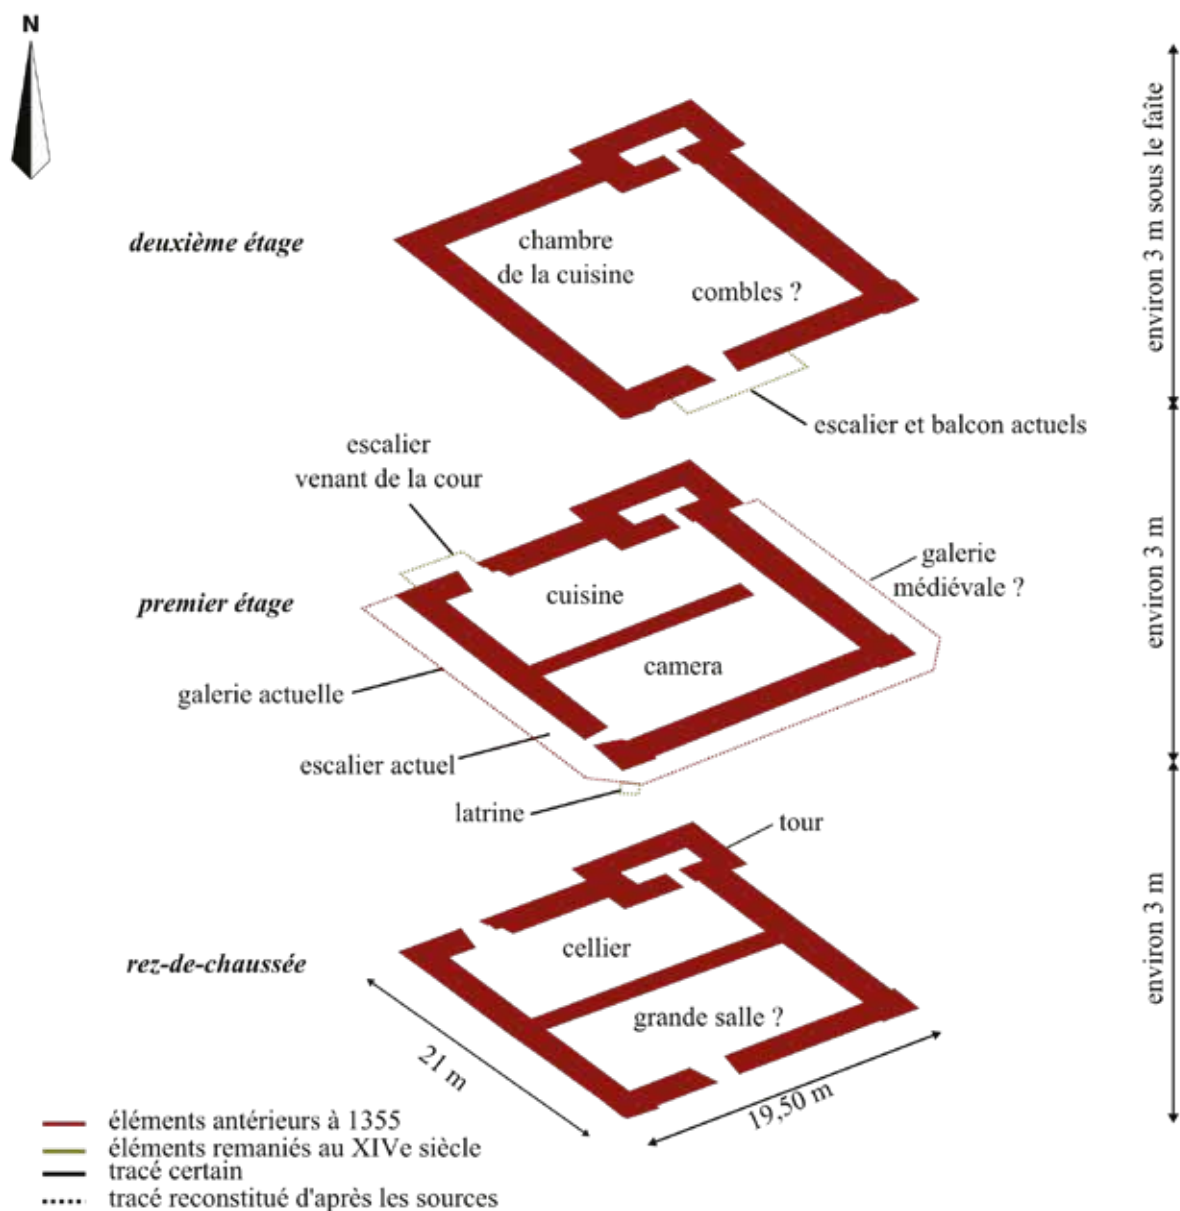 N
deuxième étage
chambre
de la cuisine
combles ?
environ 3 m sous le faîte
escalier et balcon actuels
escalier
venant de la cour
premier étage
cuisine
camera
galerie
médiévale ?
environ 3 m
galerie actuelle
escalier actuel
latrine
tour
rez-de-chaussée
cellier
grande salle ?
environ 3 m
21 m
19,50 m
éléments antérieurs à 1355
éléments remaniés au XIVe siècle
tracé certain
tracé reconstitué d'après les sources